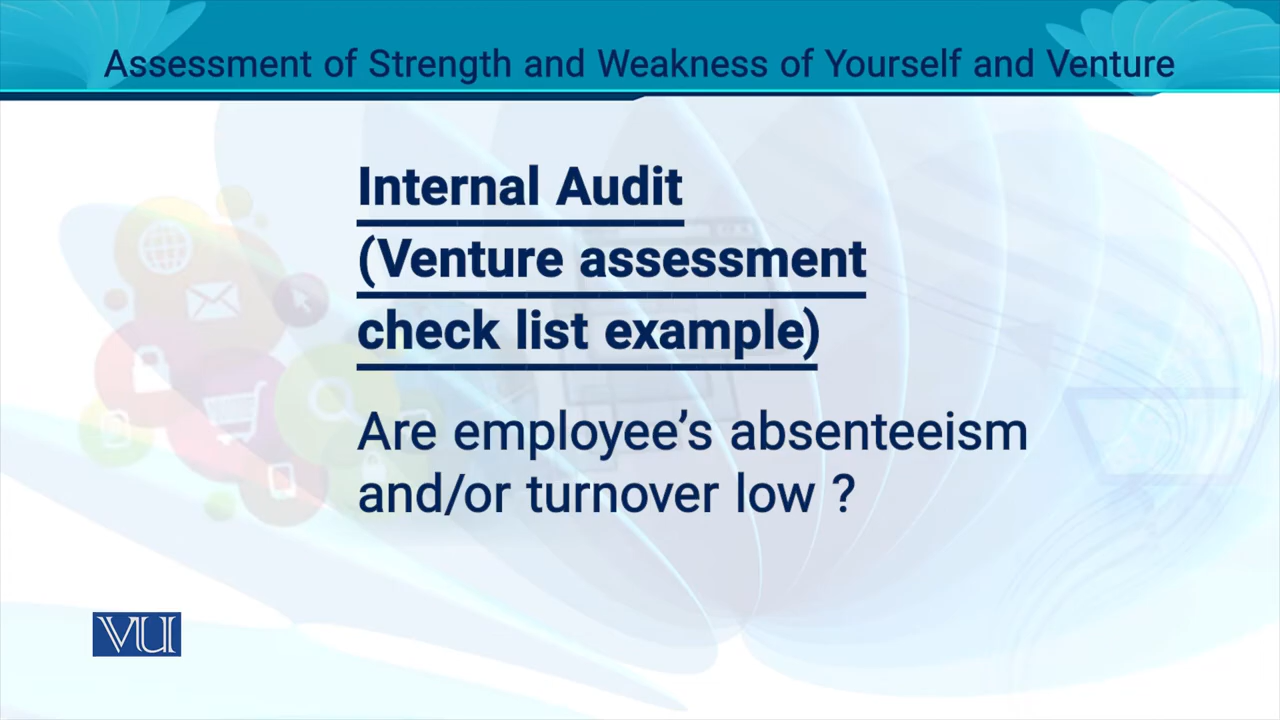 Assessment of Strength and Weakness of Yourself and Venture
Internal Audit
(Venture assessment
check list example)
Are employee’s absenteeism
and/or turnover low ?
VU